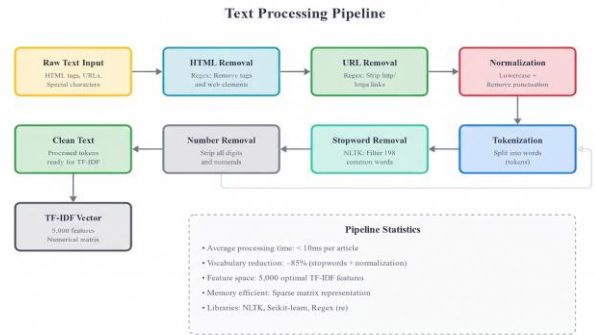 Text Processing Pipeline
Raw Text Input
HTML tags, URLs,
Special characters
HTML Removal
Regex: Remove tags
and web elements
URL Removal
Regex: Strip http/
https links
Normalization
Lowercase +
Remove punctuation
Clean Text
Processed tokens
ready for TF-IDF
Number Removal
Strip all digits
and numerals
Stopword Removal
NLTK: Filter 198
common words
Tokenization
Split into words
(tokens)
TF-IDF Vector
5,000 features
Numerical matrix
Pipeline Statistics
• Average processing time: < 10ms per article
• Vocabulary reduction: ~85% (stopwords + normalization)
• Feature space: 5,000 optimal TF-IDF features
• Memory efficient: Sparse matrix representation
• Libraries: NLTK, Scikit-learn, Regex (re)